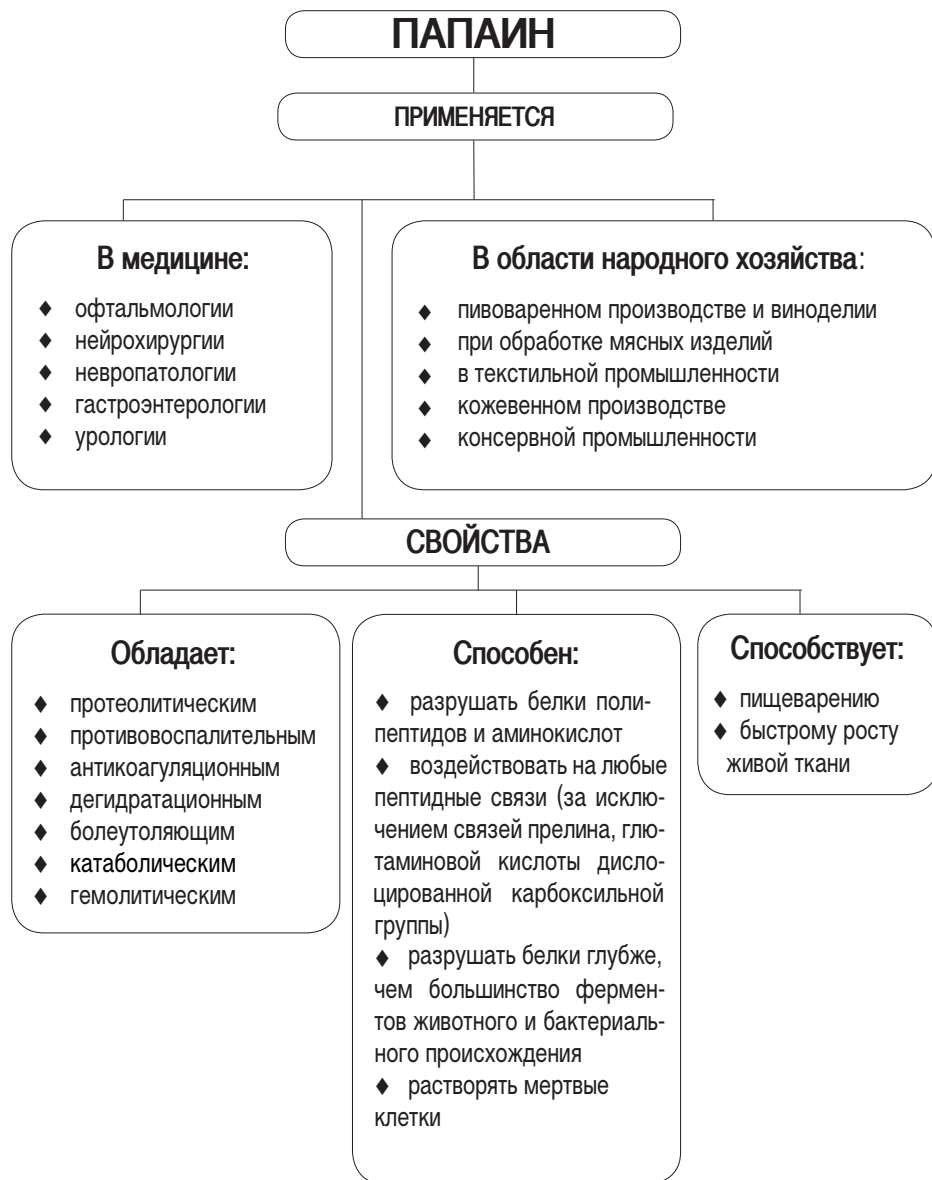 ПАПАИН
ПРИМЕНЯЕТСЯ
В медицине:
♦ офтальмологии
♦ нейрохирургии
♦ невропатологии
♦ гастроэнтерологии
♦ урологии
В области народного хозяйства:
♦ пивоваренном производстве и виноделии
♦ при обработке мясных изделий
♦ в текстильной промышленности
♦ кожевенном производстве
♦ консервной промышленности
СВОЙСТВА
Обладает:
♦ протеолитическим
♦ противовоспалительным
♦ антикоагуляционным
♦ дегидратационным
♦ болеутоляющим
♦ катаболическим
♦ гемолитическим
Способен:
♦ разрушать белки поли-
пептидов и аминокислот
♦ воздействовать на любые
пептидные связи (за исклю-
чением связей прелина, глю-
таминовой кислоты дисло-
цированной карбоксильной
группы)
♦ разрушать белки глубже,
чем большинство фермен-
тов животного и бактериаль-
ного происхождения
♦ растворять мертвые
клетки
Способствует:
♦ пищеварению
♦ быстрому росту
живой ткани